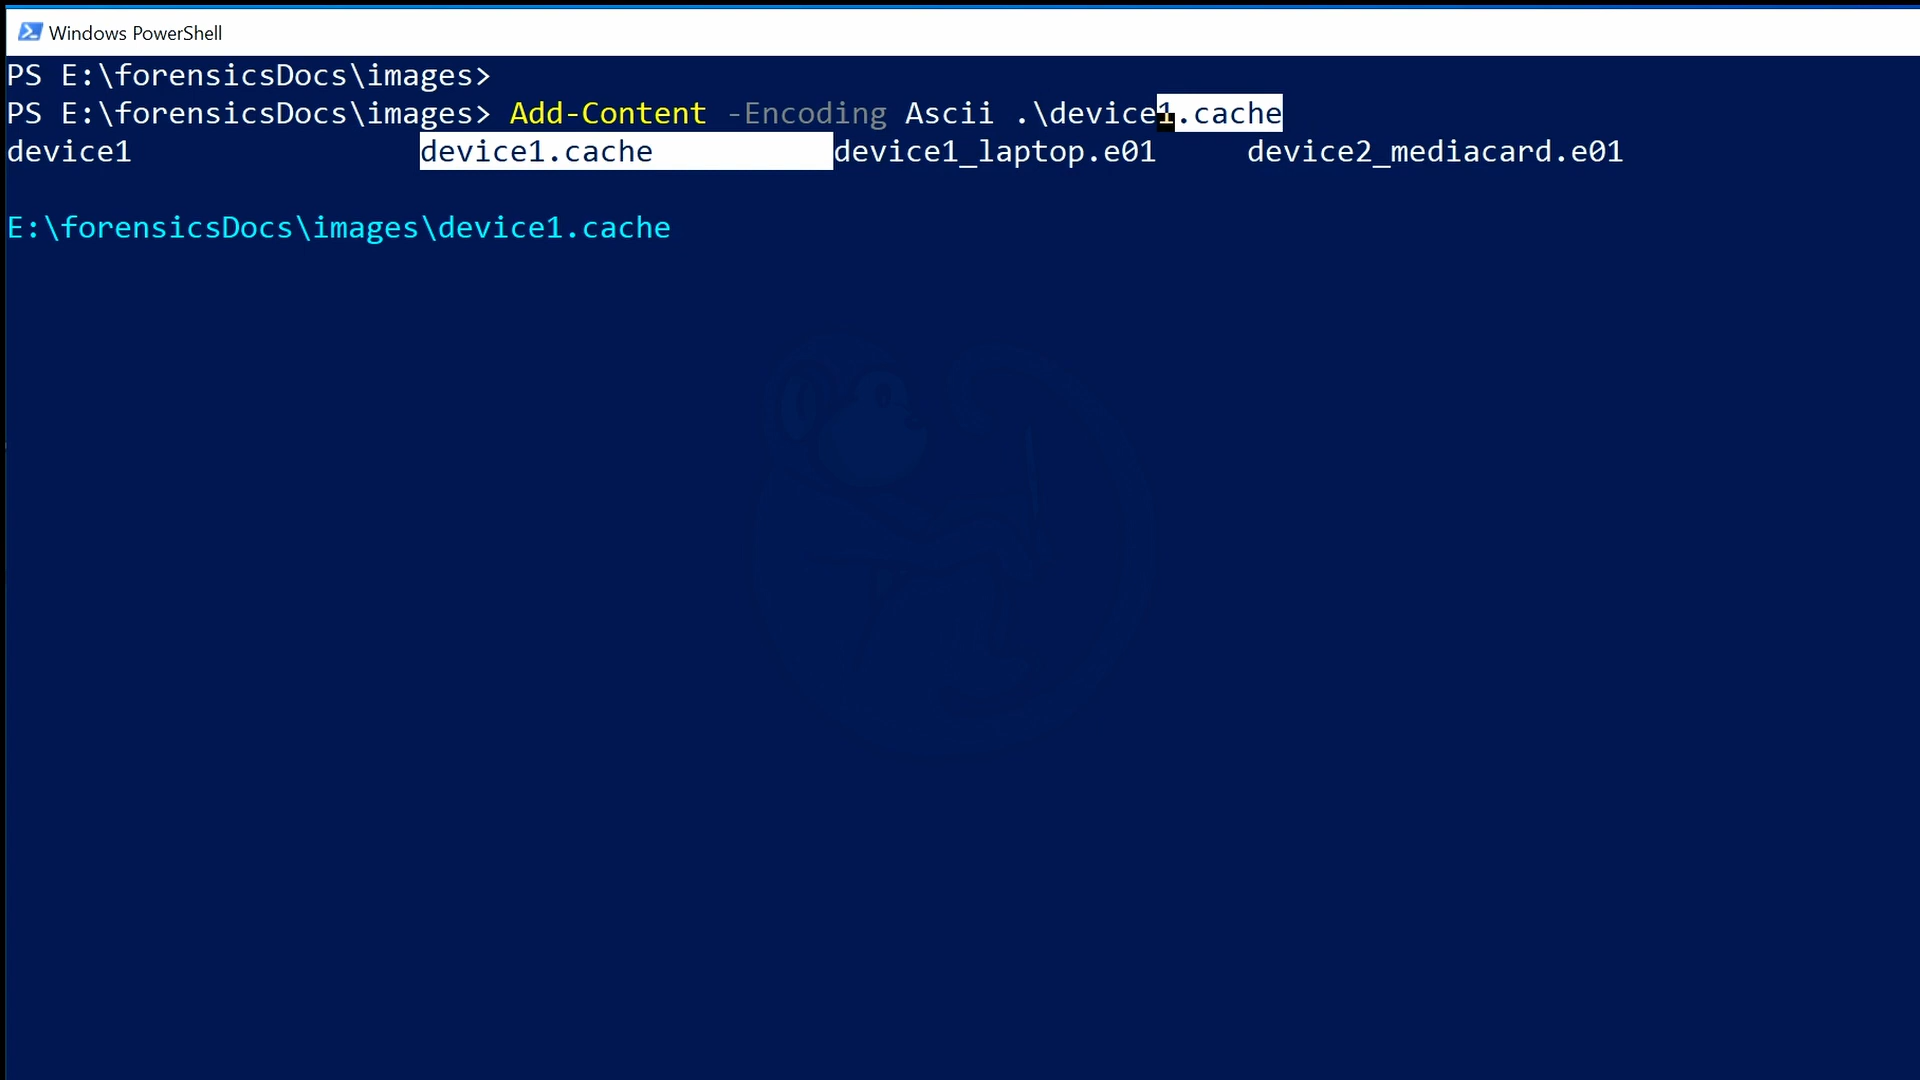 Windows PowerShell
PS E:\forensicsDocs\images>
PS E:\forensicsDocs\images> Add-Content -Encoding Ascii .\device1.cache
device1 device1.cache device1_laptop.e01 device2_mediacard.e01
E:\forensicsDocs\images\device1.cache